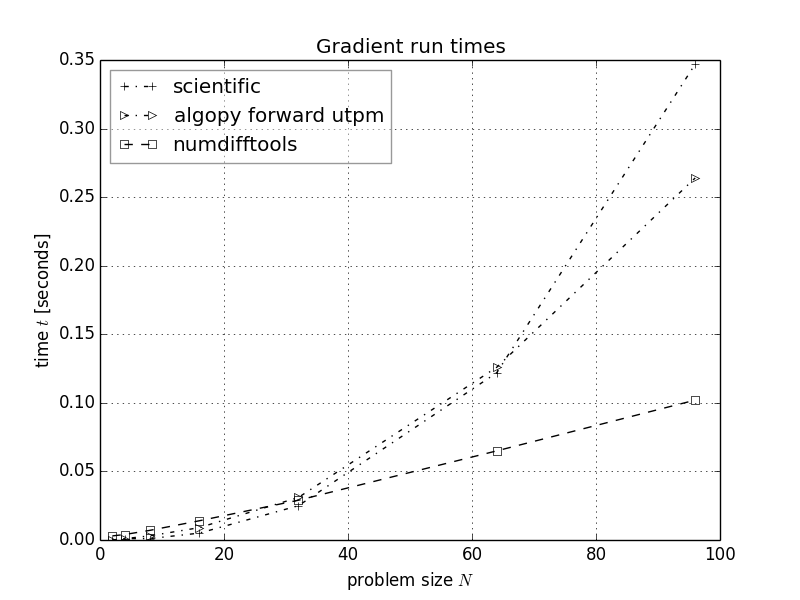 Gradient run times
scientific
algopy forward utpm
numdifftools
0.35
0.30
0.25
0.20
0.15
0.10
0.05
0.00
time t [seconds]
0 20 40 60 80 100
problem size N